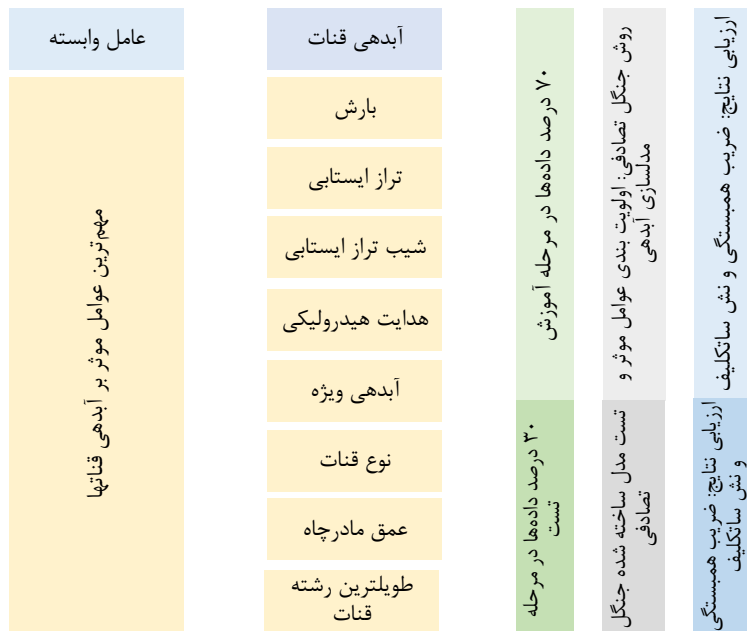 عامل وابسته
آبدهی قنات
مهم‌ترین عوامل موثر بر آبدهی قناتها
بارش
تراز ایستابی
شیب تراز ایستابی
هدایت هیدرولیکی
آبدهی ویژه
نوع قنات
عمق مادرچاه
طویلترین رشته
قنات
۷۰ درصد داده‌ها در مرحله آموزش
۳۰ درصد داده‌ها در مرحله
تست
روش جنگل تصادفی: اولویت بندی عوامل موثر و
مدلسازی آبدهی
تست مدل ساخته شده جنگل
تصادفی
ارزیابی نتایج: ضریب همبستگی و نش ساتکلیف
ارزیابی نتایج: ضریب همبستگی
و نش ساتکلیف